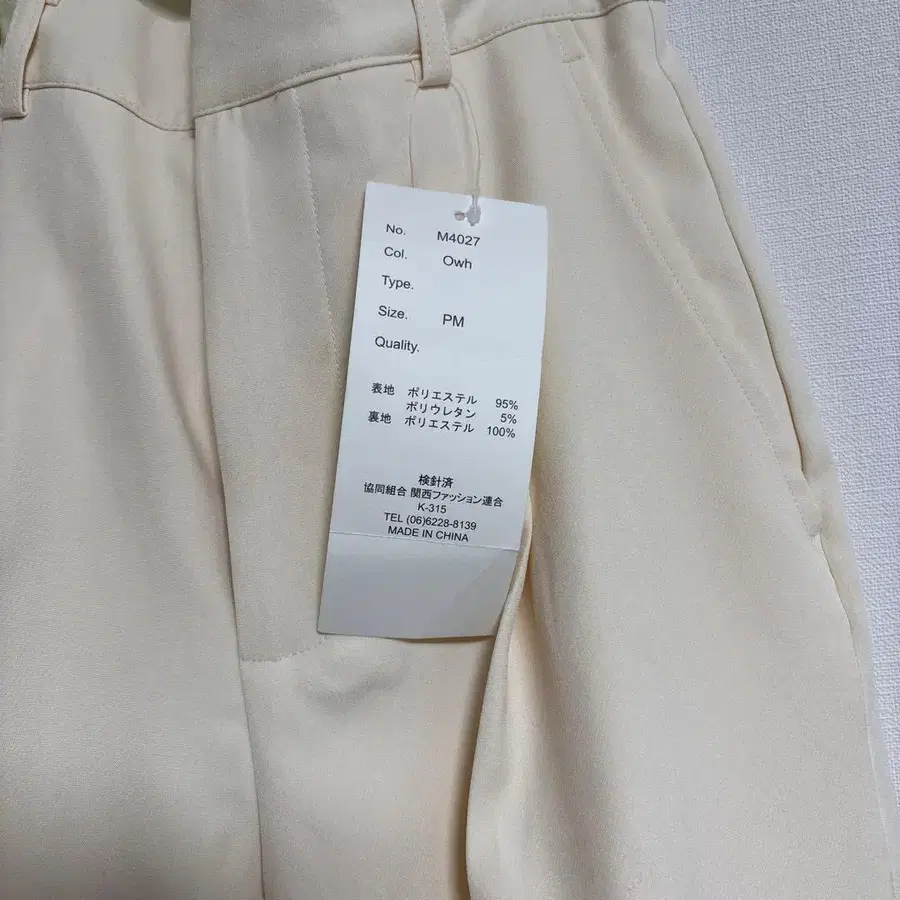 No. M4027
Col. Owh
Type.
Size. PM
Quality.
表地 ポリエステル 95%
ポリウレタン 5%
裏地 ポリエステル 100%
検針済
協同組合 関西ファッション連合
K-315
TEL (06)6228-8139
MADE IN CHINA